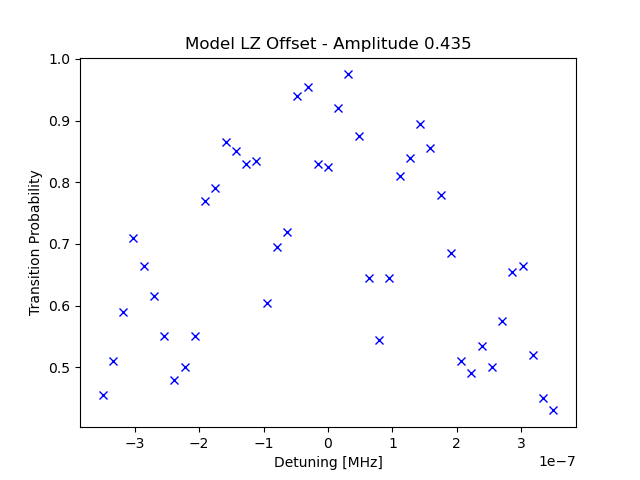 Model LZ Offset - Amplitude 0.435
Transition Probability
1.0
0.9
0.8
0.7
0.6
0.5
−3 −2 −1 0 1 2 3
1e−7
Detuning [MHz]